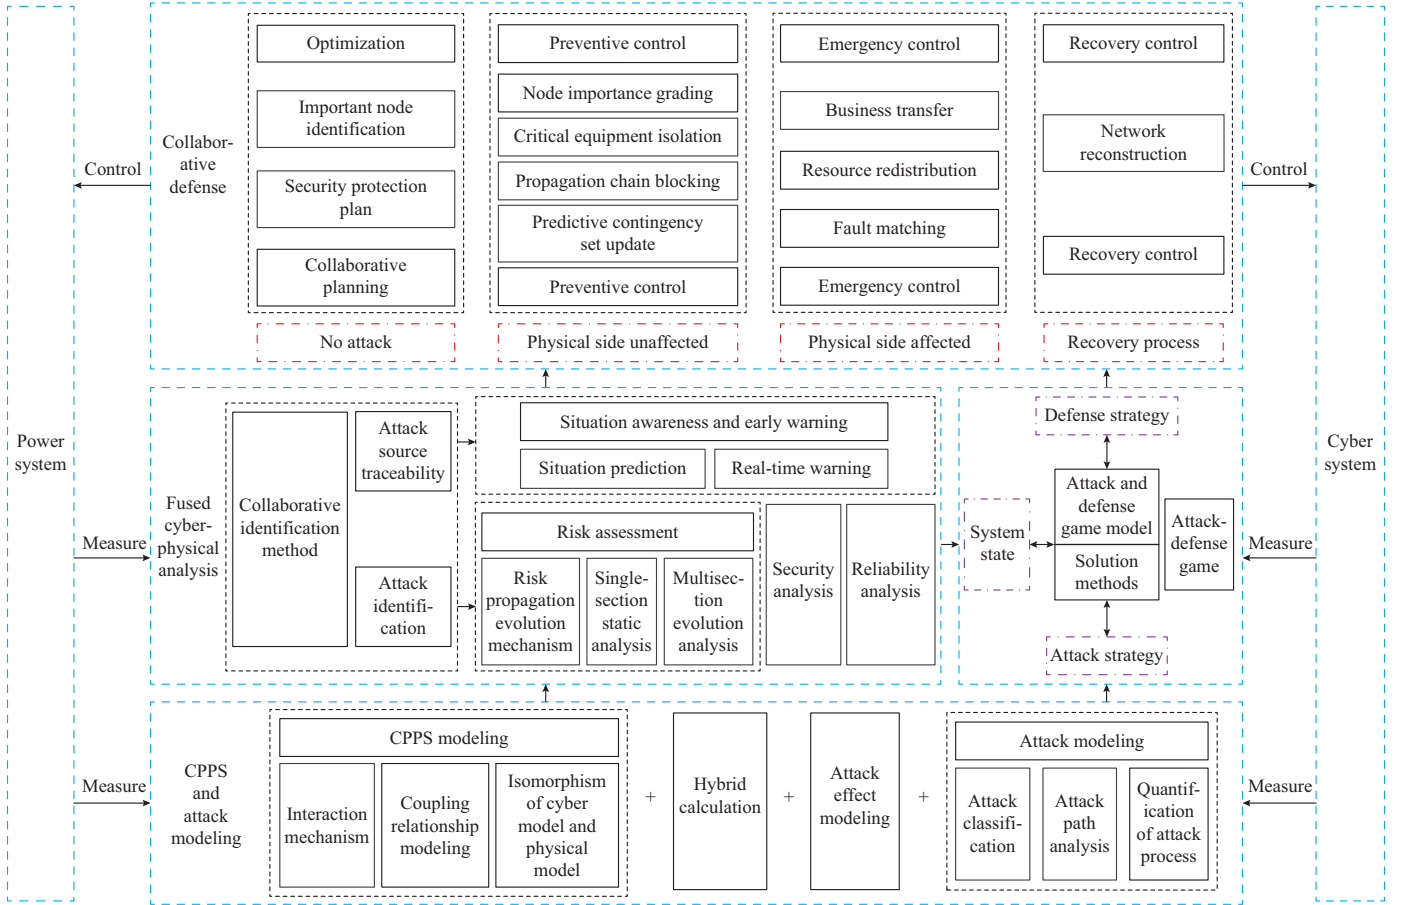 Power
system
Control
Measure
Measure
Collabor-
ative
defense
Optimization
Important node
identification
Security protection
plan
Collaborative
planning
No attack
Preventive control
Node importance grading
Critical equipment isolation
Propagation chain blocking
Predictive contingency
set update
Preventive control
Physical side unaffected
Emergency control
Business transfer
Resource redistribution
Fault matching
Emergency control
Physical side affected
Recovery control
Network
reconstruction
Recovery control
Recovery process
Control
Measure
Measure
Cyber
system
Fused
cyber-
physical
analysis
Collaborative
identification
method
Attack
source
traceability
Attack
identifi-
cation
Situation awareness and early warning
Situation prediction
Real-time warning
Risk assessment
Risk
propagation
evolution
mechanism
Single-
section
static
analysis
Multisec-
tion
evolution
analysis
Security
analysis
Reliability
analysis
Defense strategy
System
state
Attack and
defense
game model
Solution
methods
Attack-
defense
game
Attack strategy
CPPS
and
attack
modeling
CPPS modeling
Interaction
mechanism
Coupling
relationship
modeling
Isomorphism
of cyber
model and
physical
model
+
Hybrid
calculation
+
Attack
effect
modeling
+
Attack modeling
Attack
classifi-
cation
Attack
path
analysis
Quantif-
ication
of attack
process